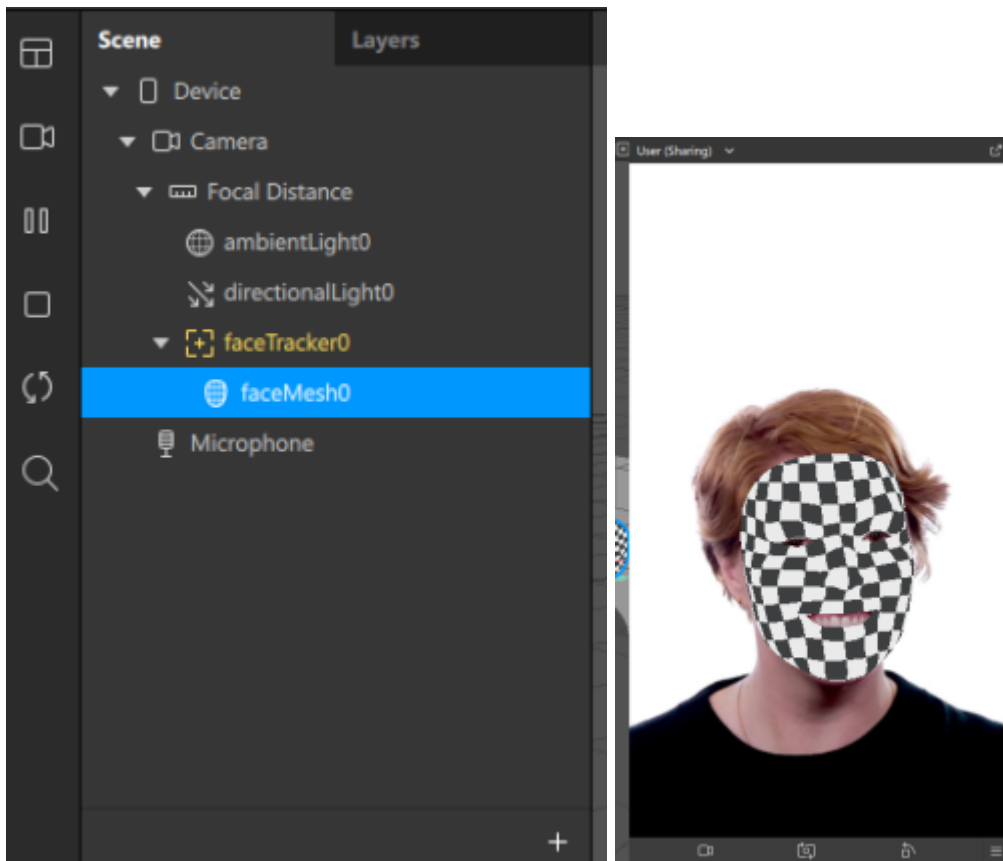 Scene Layers
Device
Camera
Focal Distance
ambientLight0
directionalLight0
faceTracker0
faceMesh0
Microphone
User (Sharing)